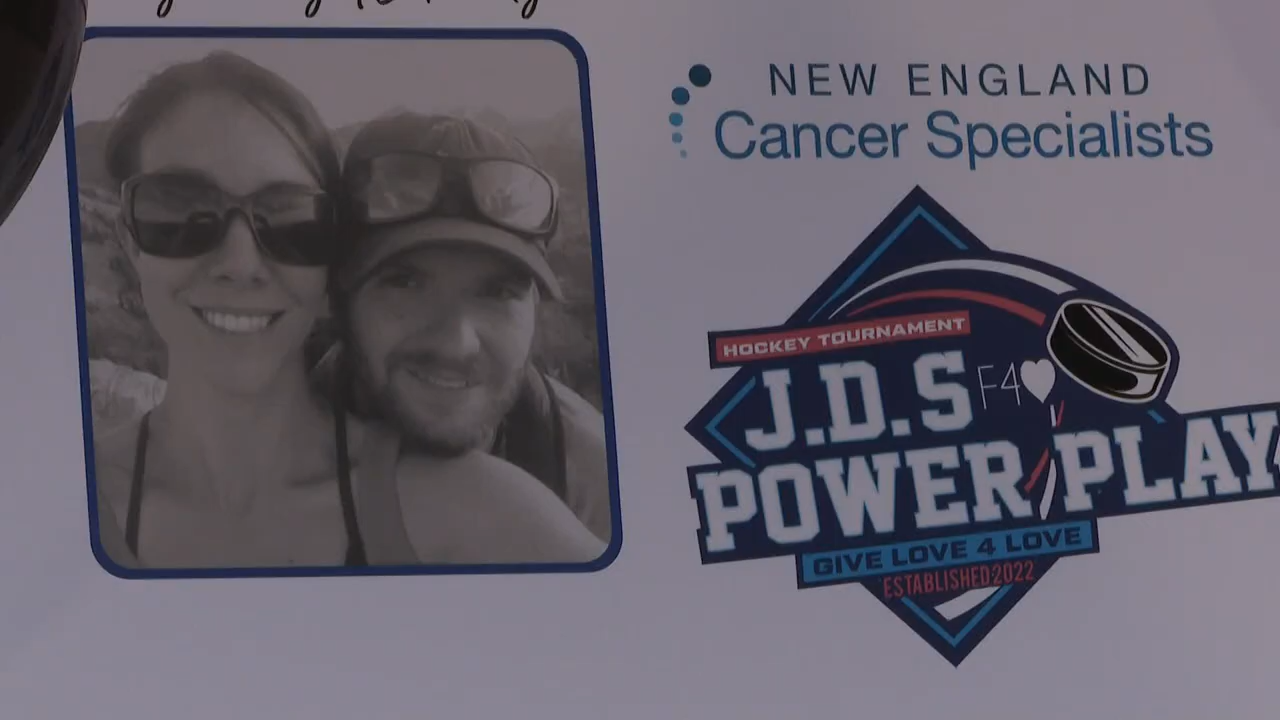 NEW ENGLAND
Cancer Specialists
HOCKEY TOURNAMENT
J.D.S F4
POWER PLAY
GIVE LOVE 4 LOVE
ESTABLISHED 2022